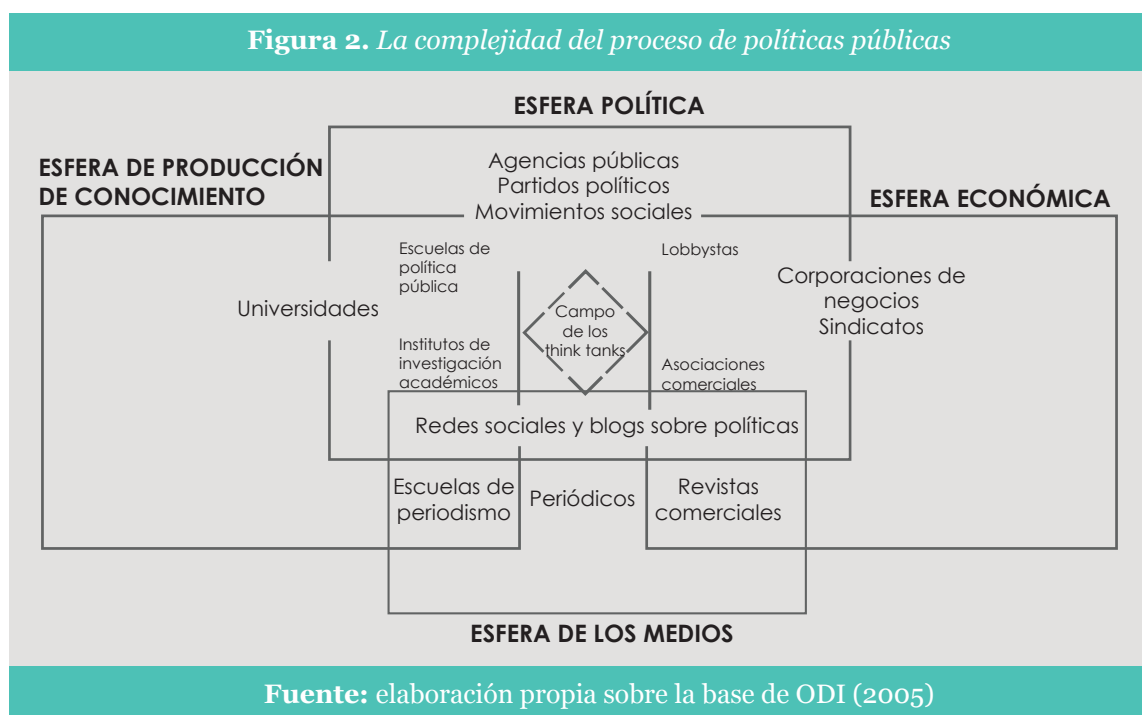 Figura 2. La complejidad del proceso de políticas públicas
ESFERA POLÍTICA
ESFERA DE PRODUCCIÓN
DE CONOCIMIENTO
Agencias públicas
Partidos políticos
Movimientos sociales
ESFERA ECONÓMICA
Escuelas de
política
pública
Lobbystas
Universidades
Campo
de los
think tanks
Corporaciones de
negocios
Sindicatos
Institutos de
investigación
académicos
Asociaciones
comerciales
Redes sociales y blogs sobre políticas
Escuelas de
periodismo
Periódicos
Revistas
comerciales
ESFERA DE LOS MEDIOS
Fuente: elaboración propia sobre la base de ODI (2005)